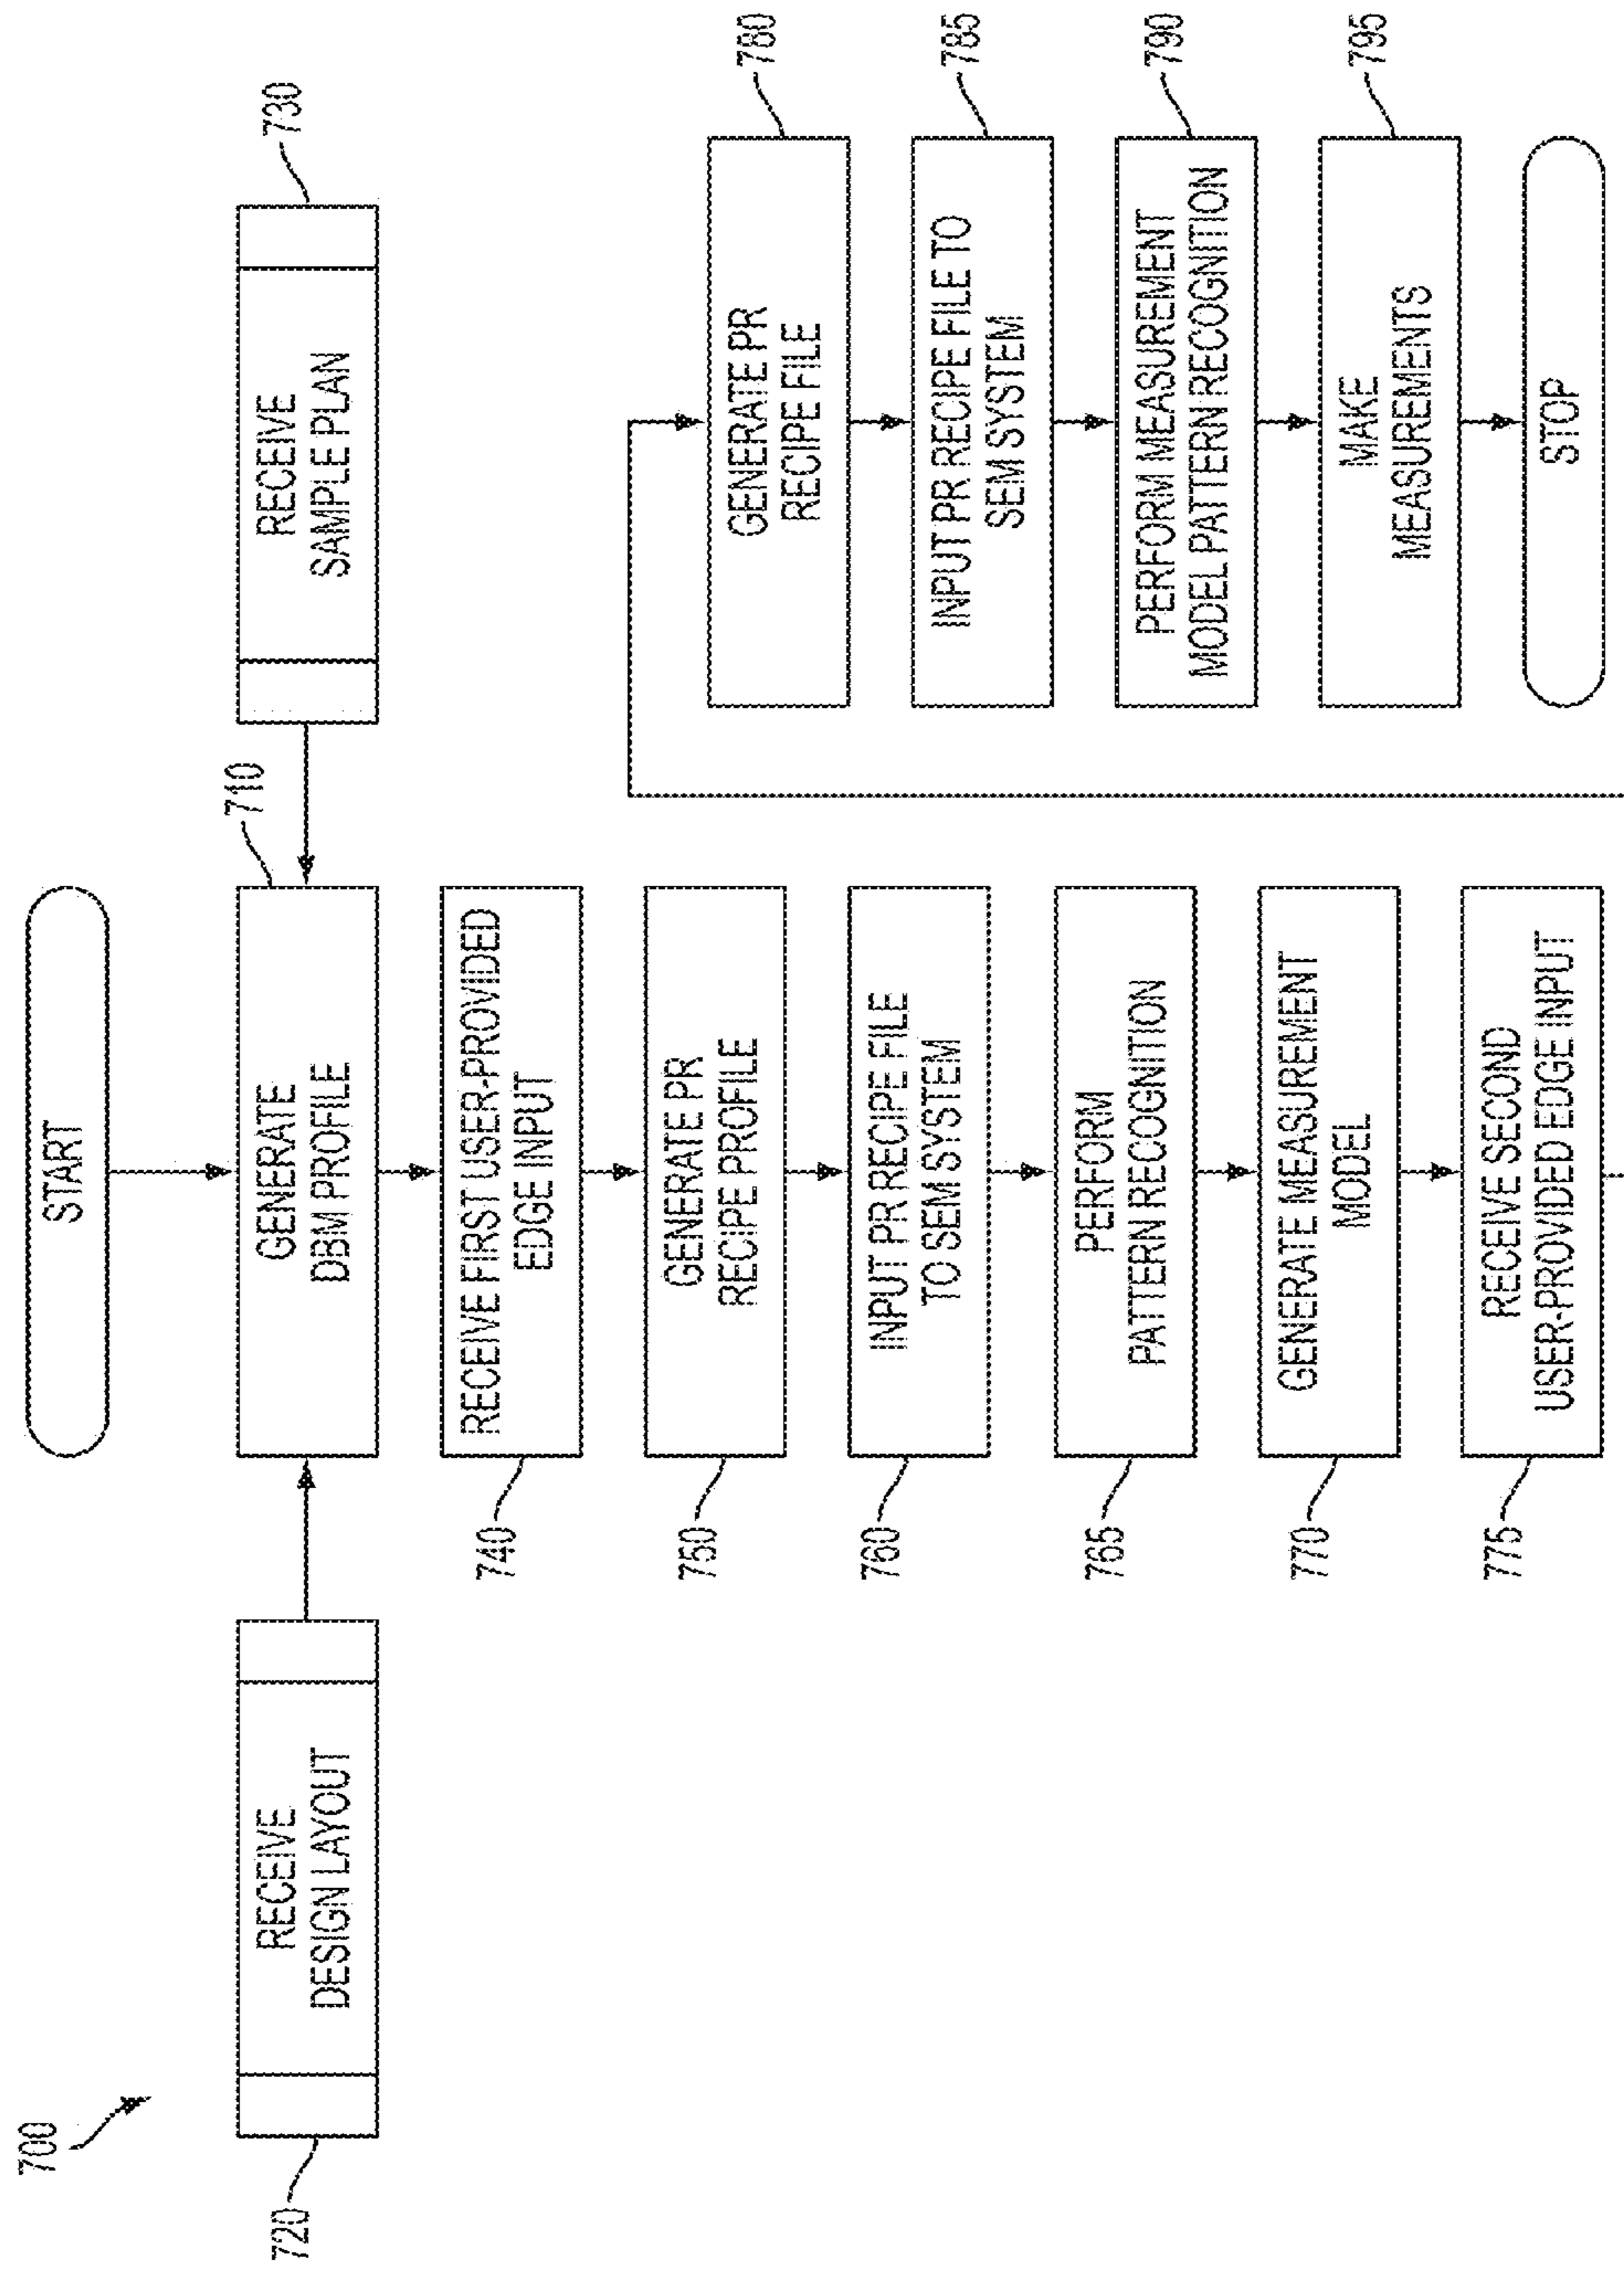 700
START
720
RECEIVE
DESIGN LAYOUT
710
GENERATE
DBM PROFILE
730
RECEIVE
SAMPLE PLAN
740
RECEIVE FIRST USER-PROVIDED
EDGE INPUT
750
GENERATE PR
RECIPE PROFILE
760
INPUT PR RECIPE FILE
TO SEM SYSTEM
765
PERFORM
PATTERN RECOGNITION
770
GENERATE MEASUREMENT
MODEL
775
RECEIVE SECOND
USER-PROVIDED EDGE INPUT
780
GENERATE PR
RECIPE FILE
785
INPUT PR RECIPE FILE TO
SEM SYSTEM
790
PERFORM MEASUREMENT
MODEL PATTERN RECOGNITION
795
MAKE
MEASUREMENTS
STOP